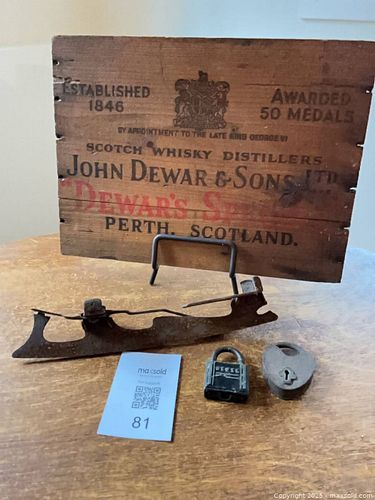 ESTABLISHED
1846
AWARDED
50 MEDALS
BY APPOINTMENT TO THE LATE KING GEORGE VI
SCOTCH WHISKY DISTILLERS
JOHN DEWAR & SONS LTD
"DEWAR'S
PERTH, SCOTLAND.
maxsold
81
Copyright 2025 - maxsold.com